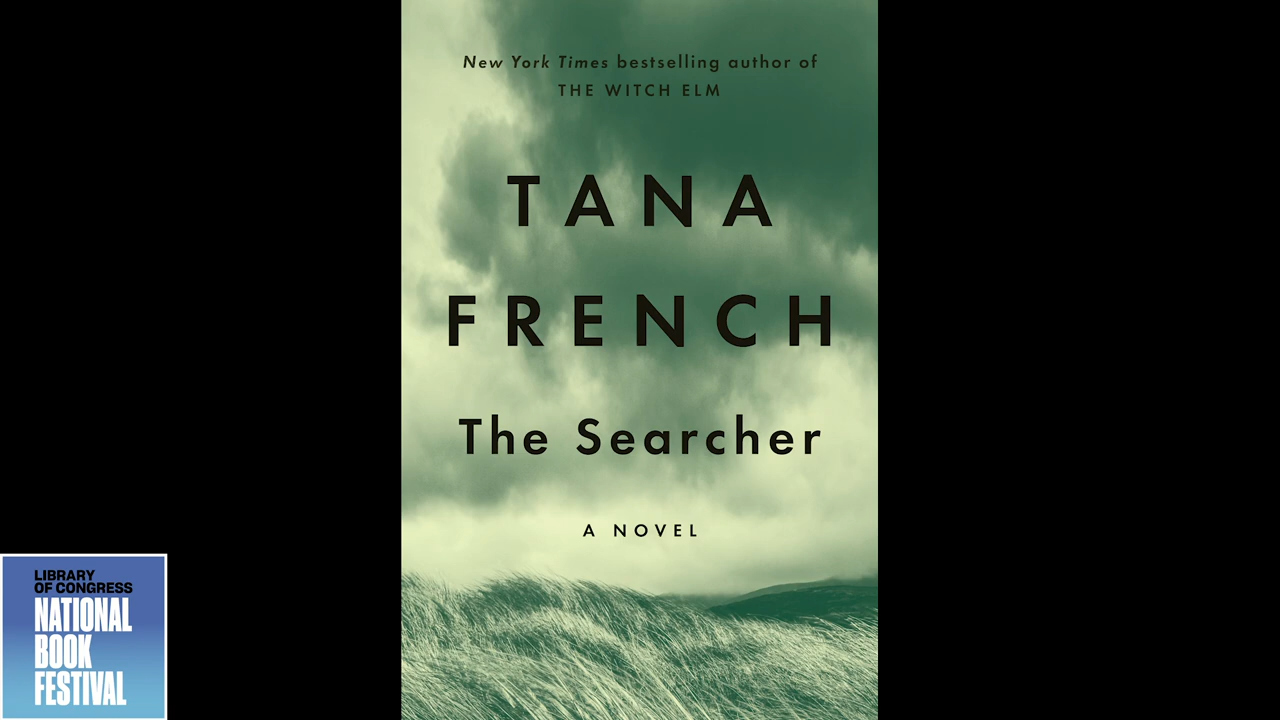 New York Times bestselling author of
THE WITCH ELM
TANA
FRENCH
The Searcher
A NOVEL
LIBRARY
OF CONGRESS
NATIONAL
BOOK
FESTIVAL